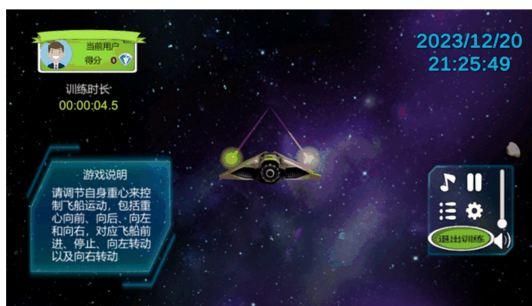 当前用户
得分 0
2023/12/20
21:25:49
训练时长
00:00:04.5
游戏说明
请调节自身重心来控
制飞船运动，包括重
心向前、向后、向左
和向右，对应飞船前
进、停止、向左转动
以及向右转动
退出训练